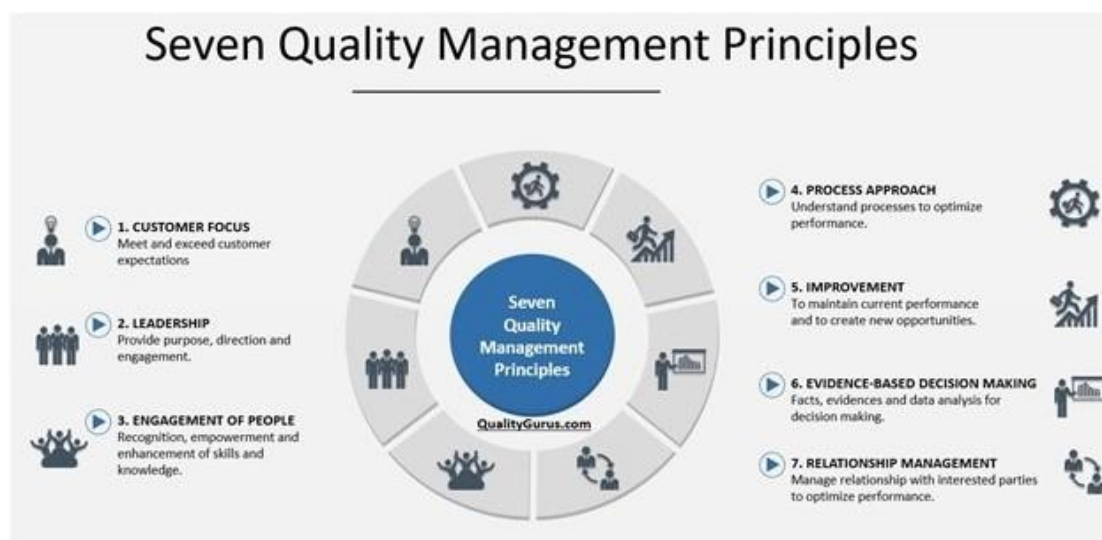 Seven Quality Management Principles
1. CUSTOMER FOCUS
Meet and exceed customer
expectations
2. LEADERSHIP
Provide purpose, direction and
engagement.
3. ENGAGEMENT OF PEOPLE
Recognition, empowerment and
enhancement of skills and
knowledge.
Seven
Quality
Management
Principles
QualityGurus.com
4. PROCESS APPROACH
Understand processes to optimize
performance.
5. IMPROVEMENT
To maintain current performance
and to create new opportunities.
6. EVIDENCE-BASED DECISION MAKING
Facts, evidences and data analysis for
decision making.
7. RELATIONSHIP MANAGEMENT
Manage relationship with interested parties
to optimize performance.